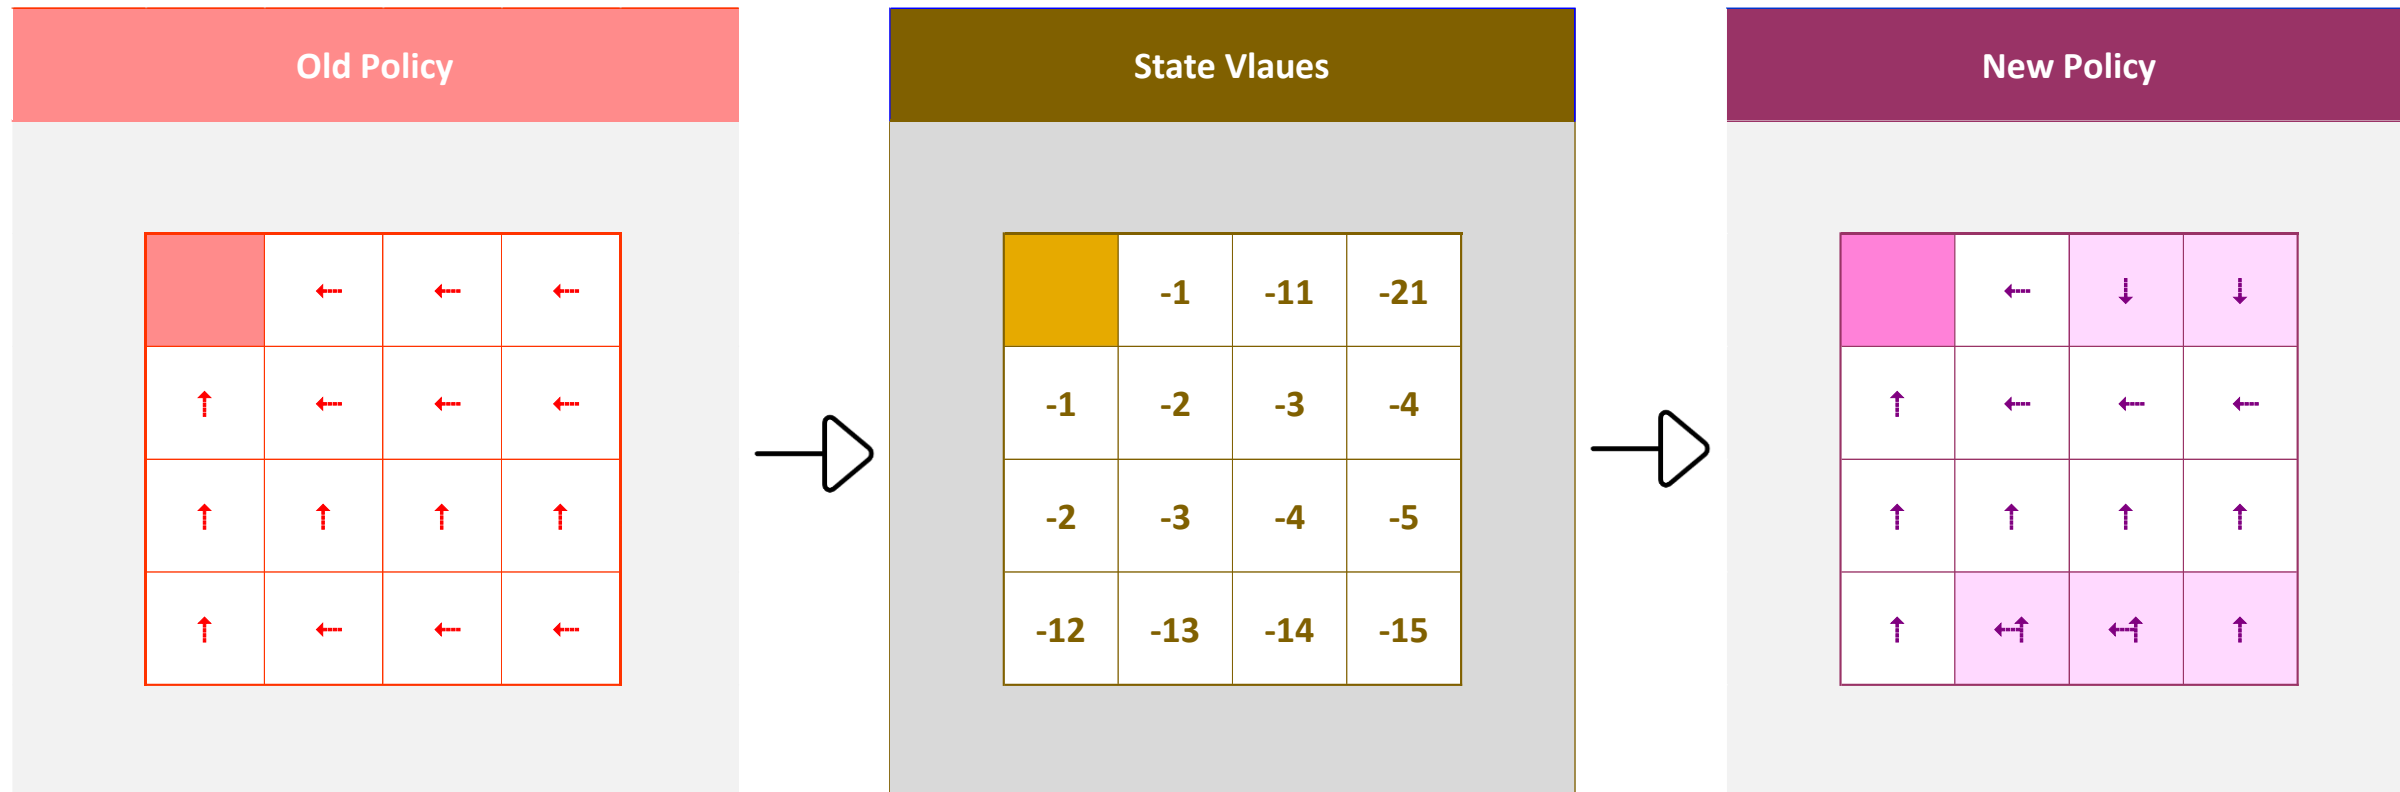 Old Policy
State Vlaues
New Policy
← ← ←
-1 -11 -21
← ↓ ↓
↑ ← ← ←
-1 -2 -3 -4
↑ ← ← ←
↑ ↑ ↑ ↑
-2 -3 -4 -5
↑ ↑ ↑ ↑
↑ ← ← ←
-12 -13 -14 -15
↑ ←↑ ←↑ ↑